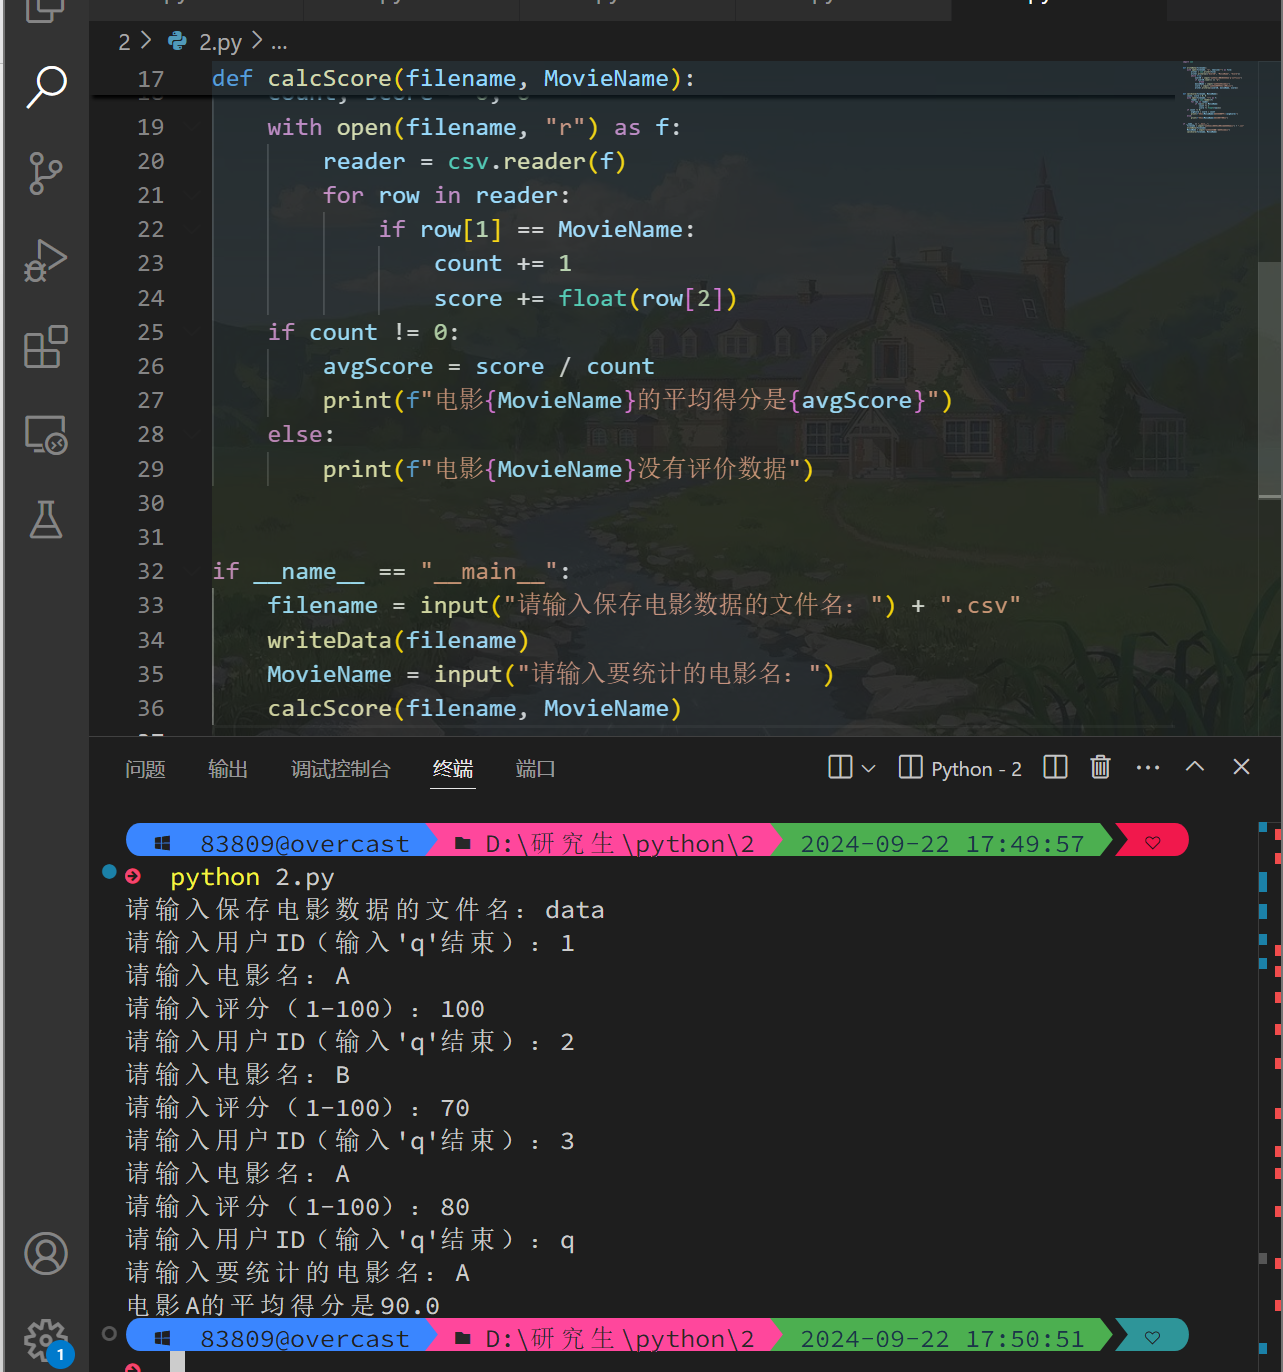 2 > 2.py > ...
17 def calcScore(filename, MovieName):
19 with open(filename, "r") as f:
20 reader = csv.reader(f)
21 for row in reader:
22 if row[1] == MovieName:
23 count += 1
24 score += float(row[2])
25 if count != 0:
26 avgScore = score / count
27 print(f"电影{MovieName}的平均得分是{avgScore}")
28 else:
29 print(f"电影{MovieName}没有评价数据")
30
31
32 if __name__ == "__main__":
33 filename = input("请输入保存电影数据的文件名：") + ".csv"
34 writeData(filename)
35 MovieName = input("请输入要统计的电影名：")
36 calcScore(filename, MovieName)
问题 输出 调试控制台 终端 端口 Python - 2
83809@overcast D:\研究生\python\2 2024-09-22 17:49:57
python 2.py
请输入保存电影数据的文件名：data
请输入用户ID（输入'q'结束）：1
请输入电影名：A
请输入评分（1-100）：100
请输入用户ID（输入'q'结束）：2
请输入电影名：B
请输入评分（1-100）：70
请输入用户ID（输入'q'结束）：3
请输入电影名：A
请输入评分（1-100）：80
请输入用户ID（输入'q'结束）：q
请输入要统计的电影名：A
电影A的平均得分是90.0
83809@overcast D:\研究生\python\2 2024-09-22 17:50:51
1